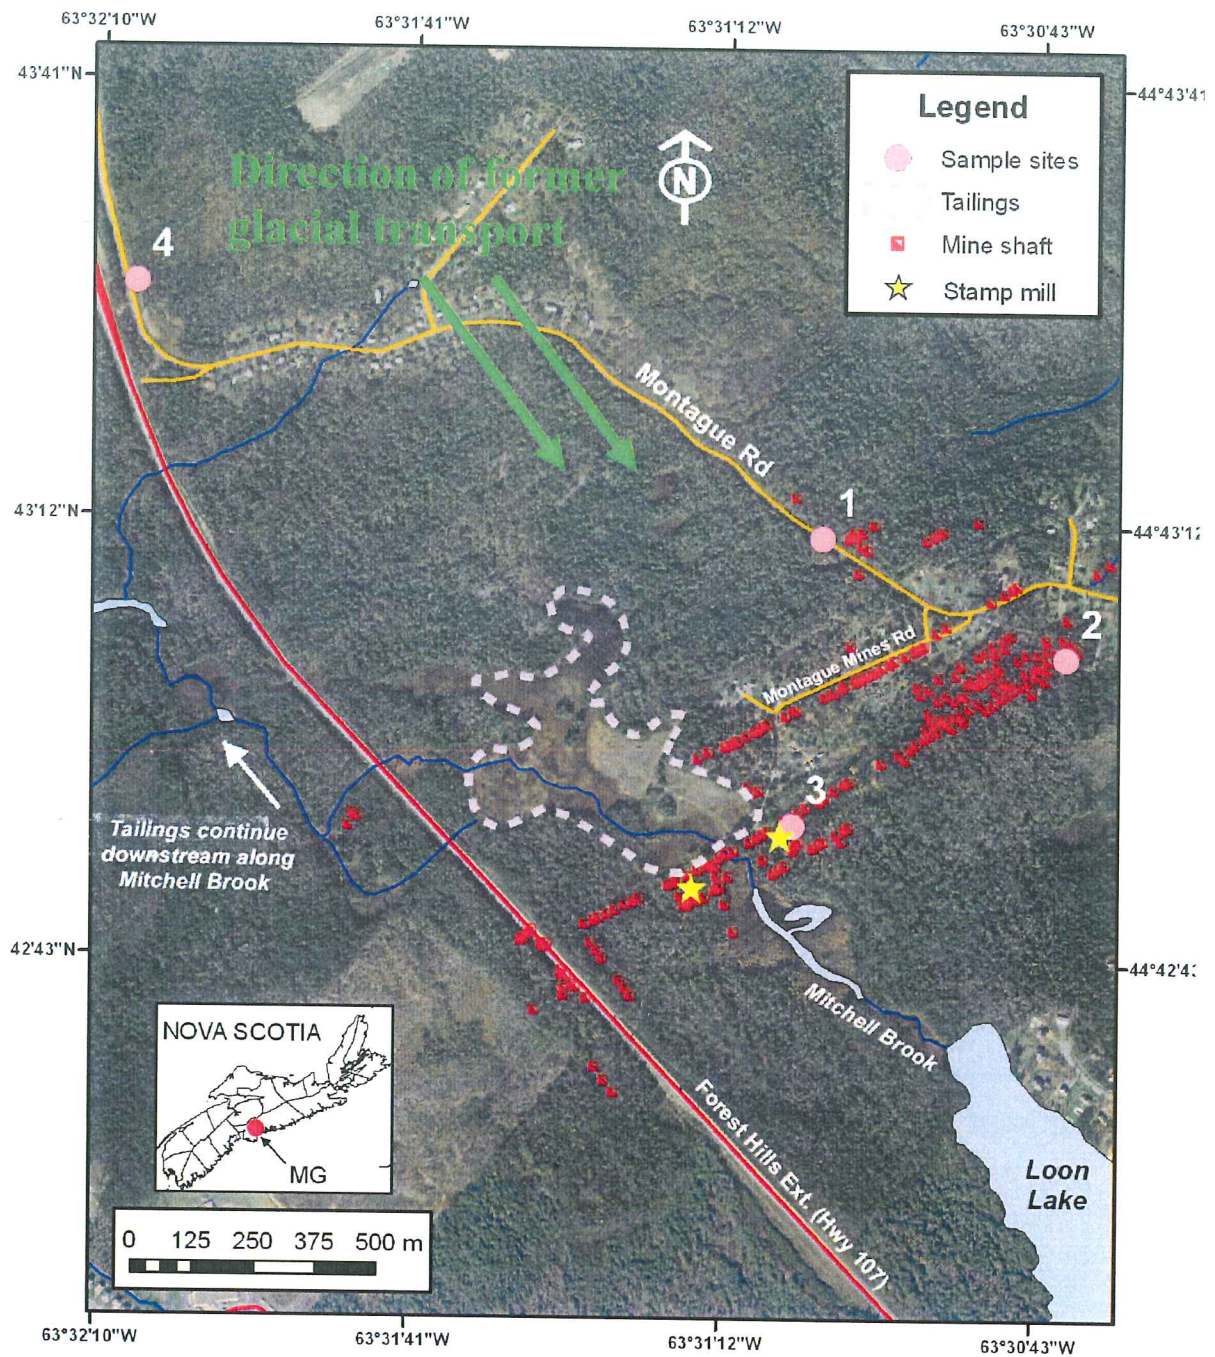 63°32'10"W
63°31'41"W
63°31'12"W
63°30'43"W
43'41"N
44°43'41
Legend
Sample sites
Tailings
Mine shaft
Stamp mill
N
Direction of former
glacial transport
4
Montague Rd
1
43'12"N
44°43'12
2
Montague Mines Rd
3
Tailings continue
downstream along
Mitchell Brook
42'43"N
44°42'43
Mitchell Brook
NOVA SCOTIA
MG
Forest Hills Ext. (Hwy 107)
Loon
Lake
0 125 250 375 500 m
63°32'10"W
63°31'41"W
63°31'12"W
63°30'43"W